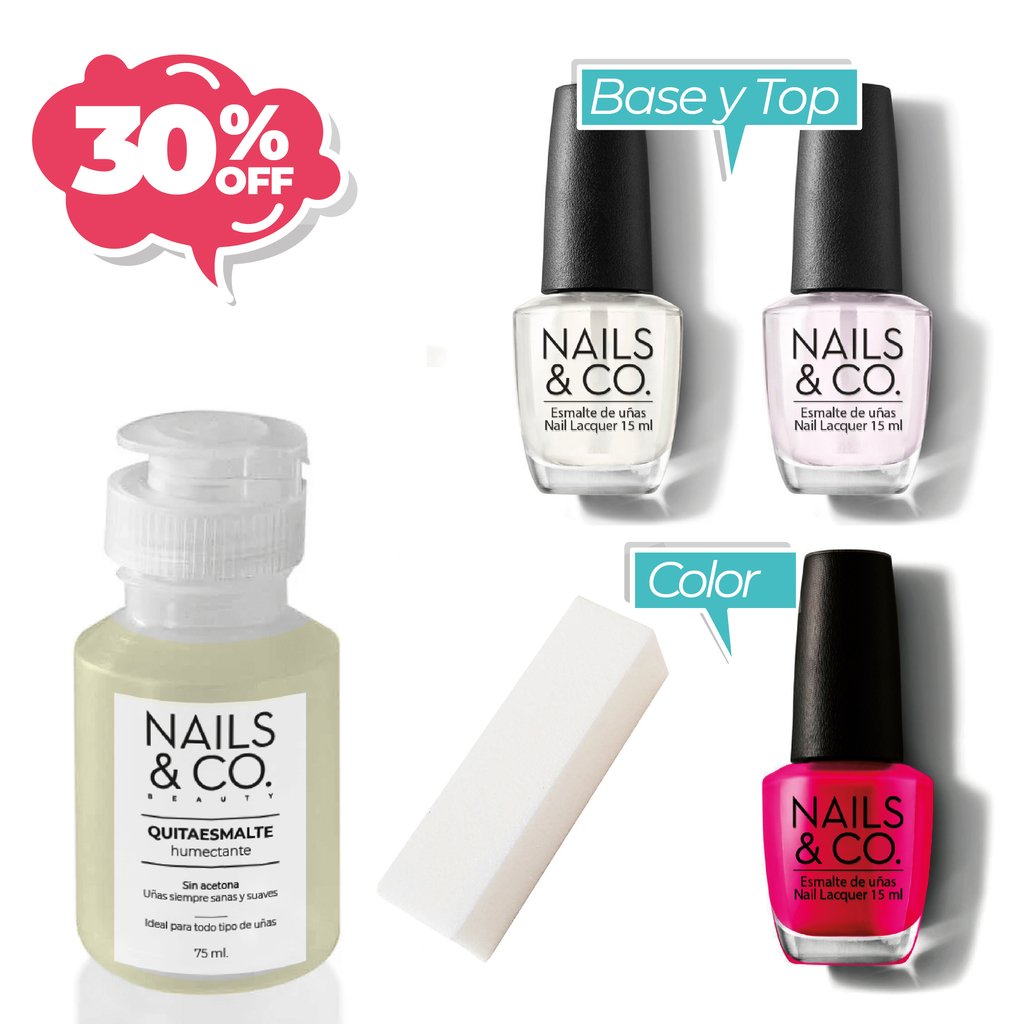 30%
OFF
Base y Top
NAILS
& CO.
Esmalte de uñas
Nail Lacquer 15 ml
NAILS
& CO.
Esmalte de uñas
Nail Lacquer 15 ml
Color
NAILS
& CO.
BEAUTY
QUITAESMALTE
humectante
Sin acetona
Uñas siempre sanas y suaves
Ideal para todo tipo de uñas
75 ml.
NAILS
& CO.
Esmalte de uñas
Nail Lacquer 15 ml